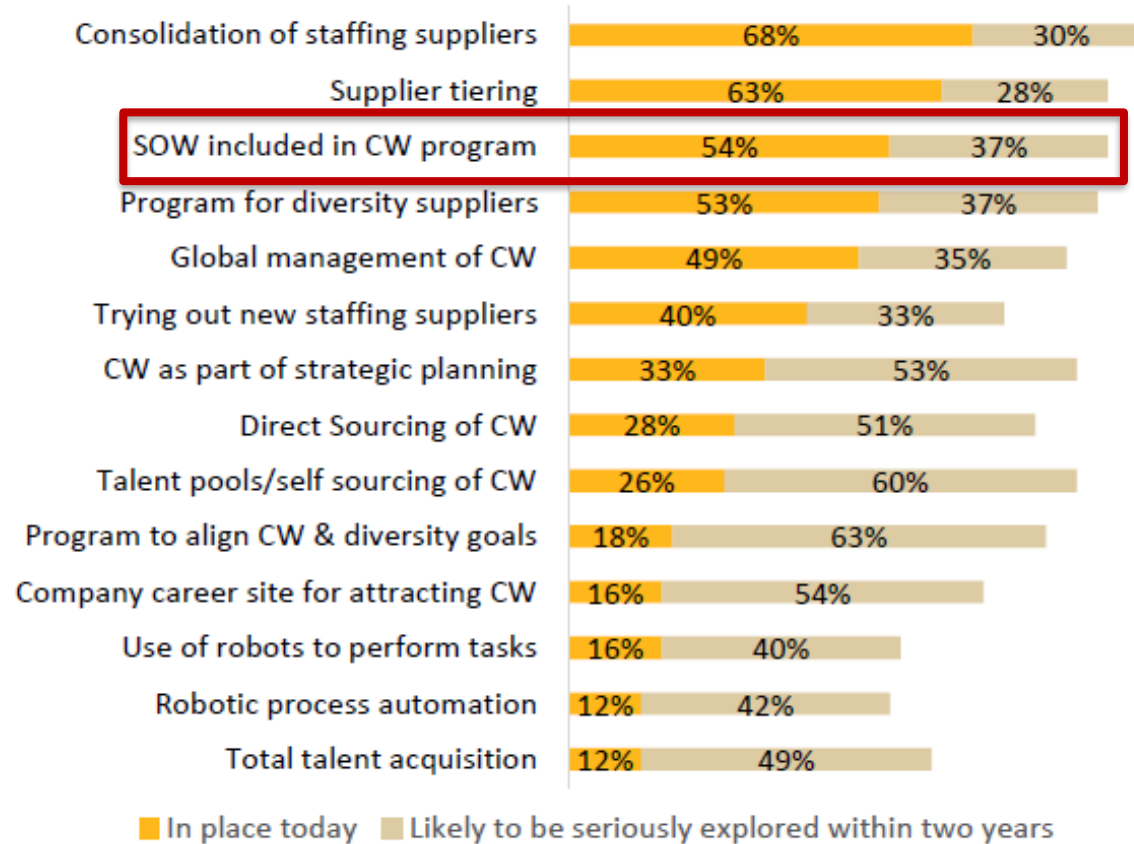 Consolidation of staffing suppliers 68% 30%
Supplier tiering 63% 28%
SOW included in CW program 54% 37%
Program for diversity suppliers 53% 37%
Global management of CW 49% 35%
Trying out new staffing suppliers 40% 33%
CW as part of strategic planning 33% 53%
Direct Sourcing of CW 28% 51%
Talent pools/self sourcing of CW 26% 60%
Program to align CW & diversity goals 18% 63%
Company career site for attracting CW 16% 54%
Use of robots to perform tasks 16% 40%
Robotic process automation 12% 42%
Total talent acquisition 12% 49%
In place today Likely to be seriously explored within two years